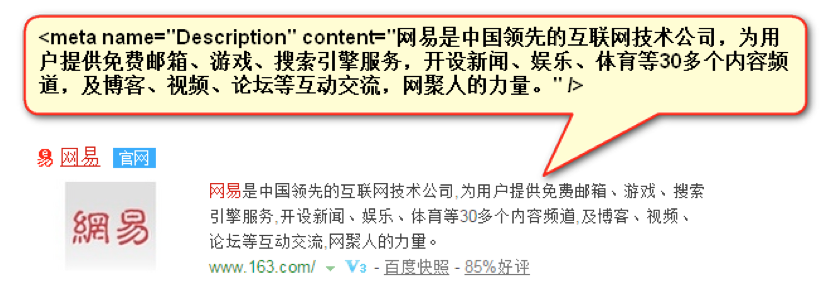 <meta name="Description" content="网易是中国领先的互联网技术公司，为用
户提供免费邮箱、游戏、搜索引擎服务，开设新闻、娱乐、体育等30多个内容频
道，及博客、视频、论坛等互动交流，网聚人的力量。" />
易 网易 官网
網易
网易是中国领先的互联网技术公司,为用户提供免费邮箱、游戏、搜索
引擎服务,开设新闻、娱乐、体育等30多个内容频道,及博客、视频、
论坛等互动交流,网聚人的力量。
www.163.com/ V3 - 百度快照 - 85%好评